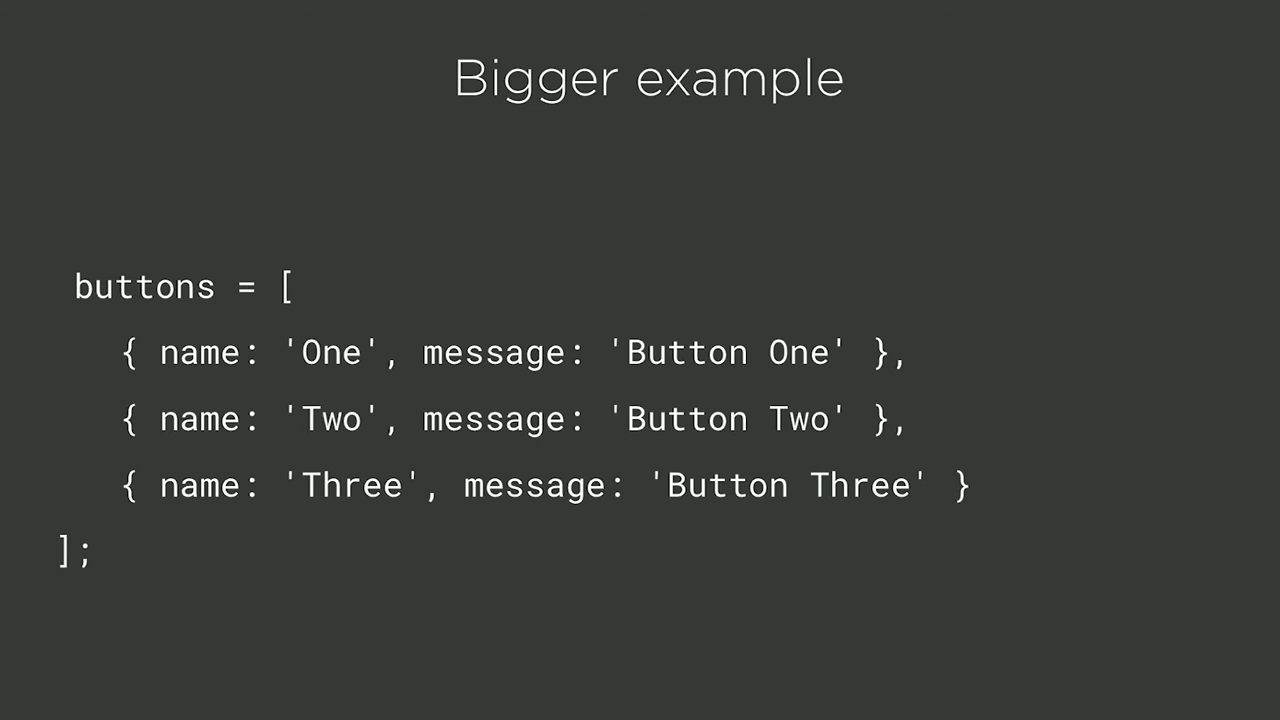 Bigger example
buttons = [
{ name: 'One', message: 'Button One' },
{ name: 'Two', message: 'Button Two' },
{ name: 'Three', message: 'Button Three' }
];